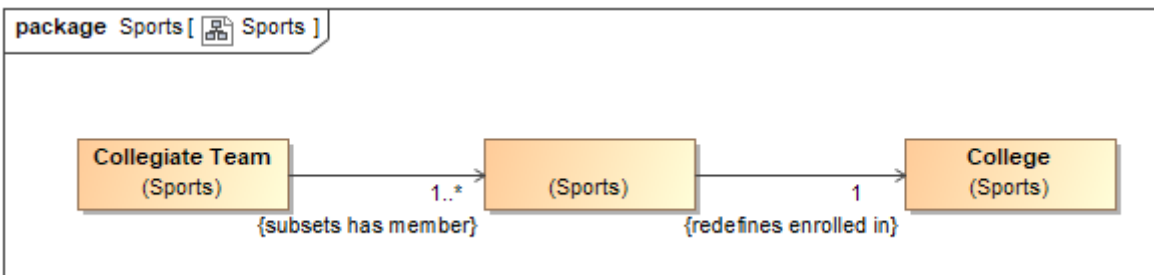 package Sports [ Sports ]
Collegiate Team
(Sports)
1..*
{subsets has member}
(Sports)
1
{redefines enrolled in}
College
(Sports)